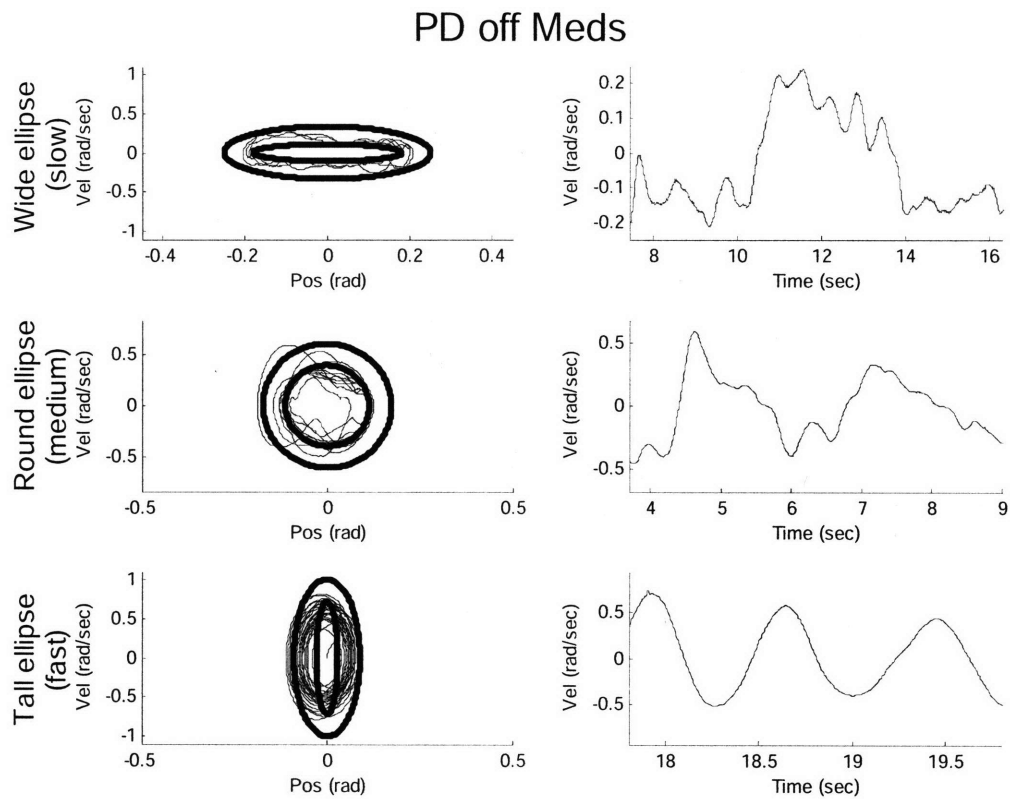 PD off Meds
Wide ellipse
(slow)
Vel (rad/sec)
1
0.5
0
-0.5
-1
-0.4
-0.2
0
0.2
0.4
Pos (rad)
Vel (rad/sec)
0.2
0.1
0
-0.1
-0.2
8
10
12
14
16
Time (sec)
Round ellipse
(medium)
Vel (rad/sec)
0.5
0
-0.5
-0.5
0
0.5
Pos (rad)
Vel (rad/sec)
0.5
0
-0.5
4
5
6
7
8
9
Time (sec)
Tall ellipse
(fast)
Vel (rad/sec)
1
0.5
0
-0.5
-1
-0.5
0
0.5
Pos (rad)
Vel (rad/sec)
0.5
0
-0.5
18
18.5
19
19.5
Time (sec)